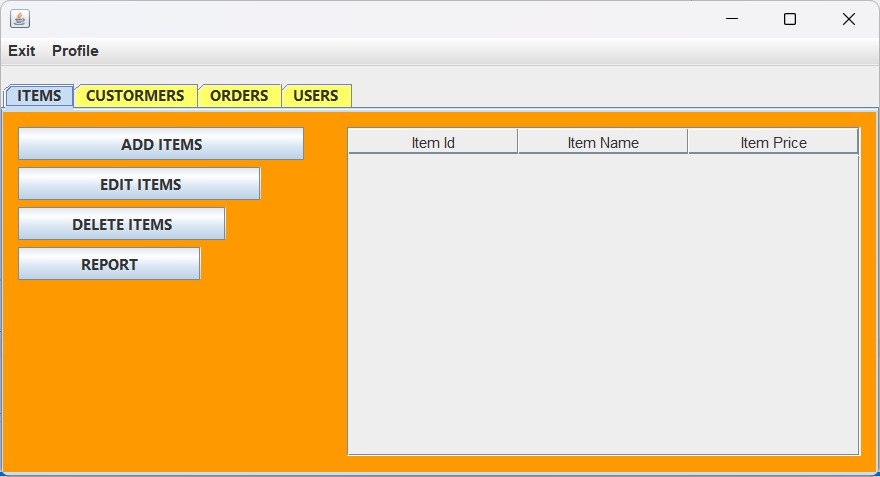 Exit Profile
ITEMS CUSTORMERS ORDERS USERS
ADD ITEMS
EDIT ITEMS
DELETE ITEMS
REPORT
Item Id Item Name Item Price